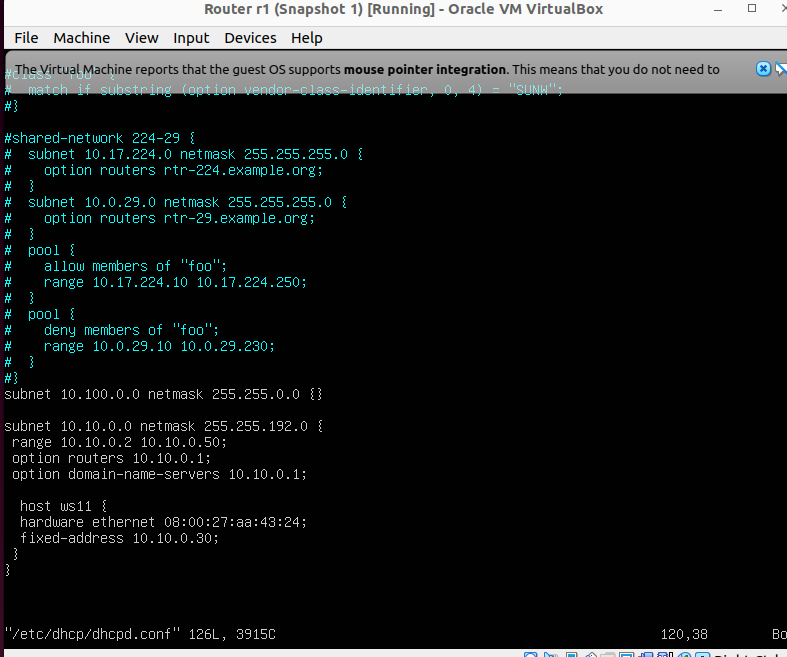 Router r1 (Snapshot 1) [Running] - Oracle VM VirtualBox
File Machine View Input Devices Help
The Virtual Machine reports that the guest OS supports mouse pointer integration. This means that you do not need to
#class "foo" {
#  match if substring (option vendor-class-identifier, 0, 4) = "SUNW";
#}
#shared-network 224-29 {
#  subnet 10.17.224.0 netmask 255.255.255.0 {
#    option routers rtr-224.example.org;
#  }
#  subnet 10.0.29.0 netmask 255.255.255.0 {
#    option routers rtr-29.example.org;
#  }
#  pool {
#    allow members of "foo";
#    range 10.17.224.10 10.17.224.250;
#  }
#  pool {
#    deny members of "foo";
#    range 10.0.29.10 10.0.29.230;
#  }
#}
subnet 10.100.0.0 netmask 255.255.0.0 {}
subnet 10.10.0.0 netmask 255.255.192.0 {
 range 10.10.0.2 10.10.0.50;
 option routers 10.10.0.1;
 option domain-name-servers 10.10.0.1;
  host ws11 {
  hardware ethernet 08:00:27:aa:43:24;
  fixed-address 10.10.0.30;
 }
}
"/etc/dhcp/dhcpd.conf" 126L, 3915C 120,38 Bo